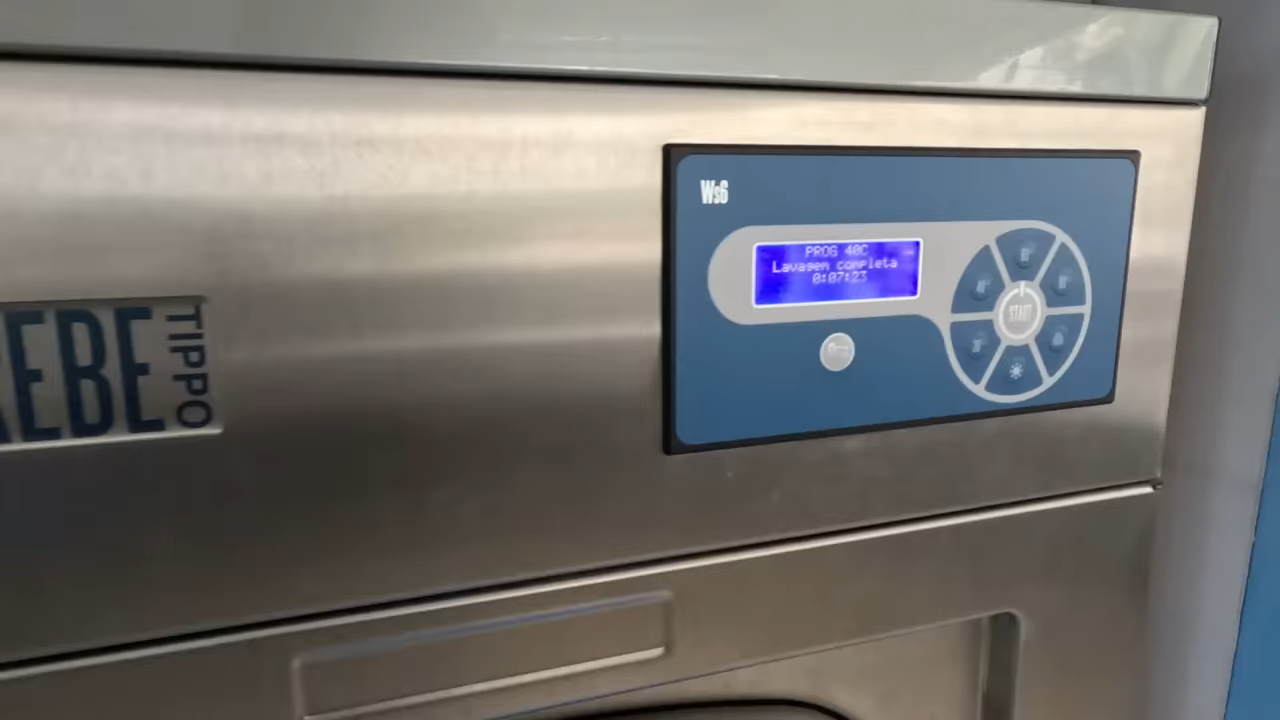 Ws6
PROG 40C
Lavagem completa
0:07:23
START
EBE
TIPPO